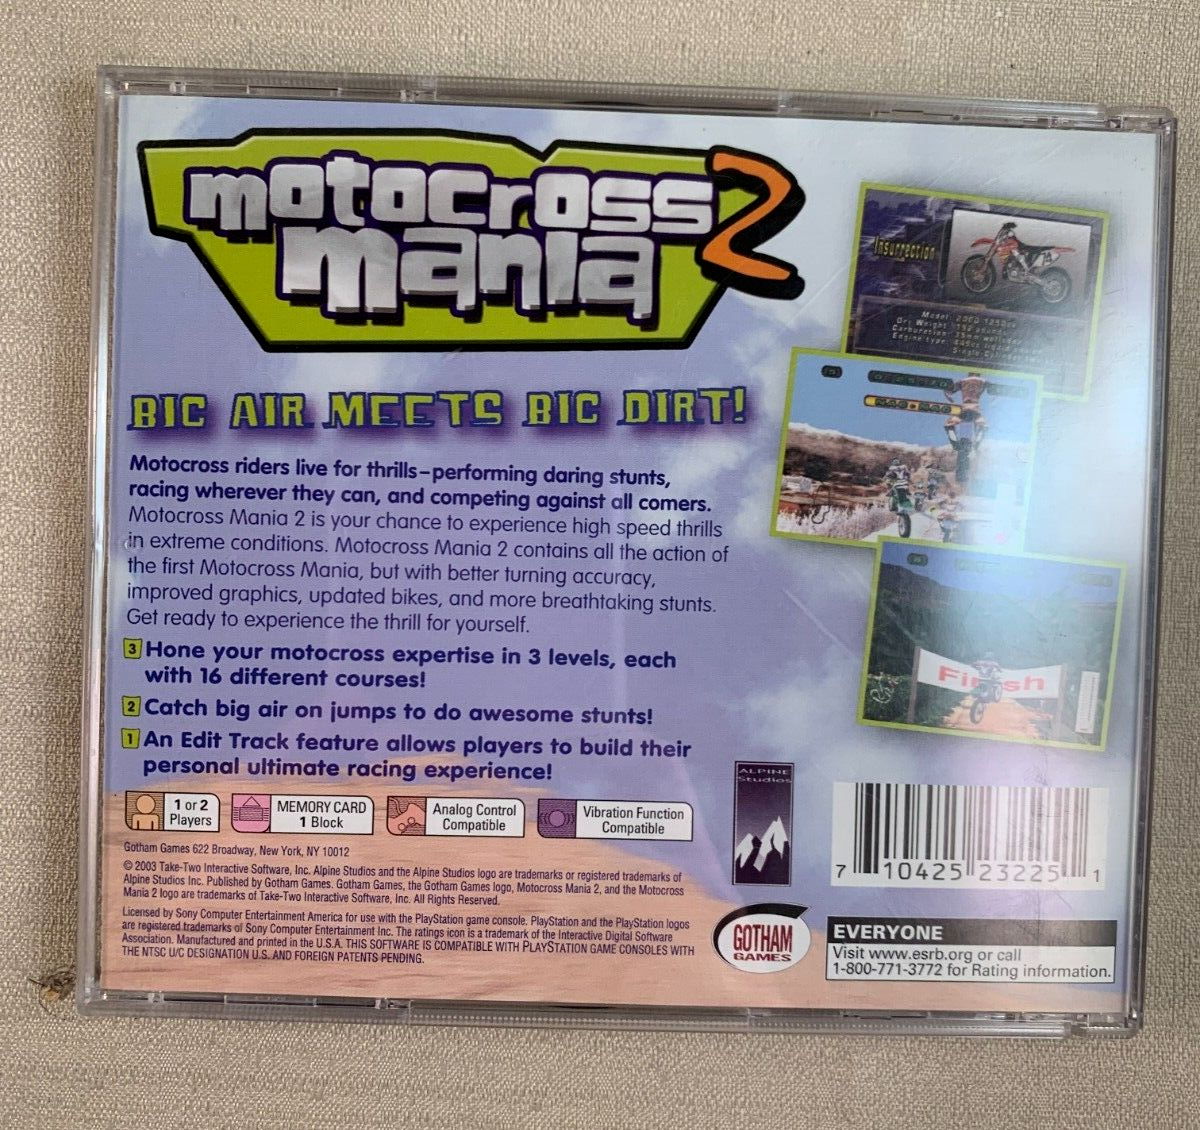 motocross 2
mania
BIG AIR MEETS BIG DIRT!
Motocross riders live for thrills–performing daring stunts,
racing wherever they can, and competing against all comers.
Motocross Mania 2 is your chance to experience high speed thrills
in extreme conditions. Motocross Mania 2 contains all the action of
the first Motocross Mania, but with better turning accuracy,
improved graphics, updated bikes, and more breathtaking stunts.
Get ready to experience the thrill for yourself.
3 Hone your motocross expertise in 3 levels, each
with 16 different courses!
2 Catch big air on jumps to do awesome stunts!
1 An Edit Track feature allows players to build their
personal ultimate racing experience!
1 or 2
Players
MEMORY CARD
1 Block
Analog Control
Compatible
Vibration Function
Compatible
Gotham Games 622 Broadway, New York, NY 10012
© 2003 Take-Two Interactive Software, Inc. Alpine Studios and the Alpine Studios logo are trademarks or registered trademarks of
Alpine Studios Inc. Published by Gotham Games. Gotham Games, the Gotham Games logo, Motocross Mania 2, and the Motocross
Mania 2 logo are trademarks of Take-Two Interactive Software, Inc. All Rights Reserved.
Licensed by Sony Computer Entertainment America for use with the PlayStation game console. PlayStation and the PlayStation logos
are registered trademarks of Sony Computer Entertainment Inc. The ratings icon is a trademark of the Interactive Digital Software
Association. Manufactured and printed in the U.S.A. THIS SOFTWARE IS COMPATIBLE WITH PLAYSTATION GAME CONSOLES WITH
THE NTSC U/C DESIGNATION U.S. AND FOREIGN PATENTS PENDING.
Insurrection
74
Model:
Dry Weight:
Carburetion:
Engine type:
Single
Finish
ALPINE
Studios
7 10425 23225 1
GOTHAM
GAMES
EVERYONE
Visit www.esrb.org or call
1-800-771-3772 for Rating information.